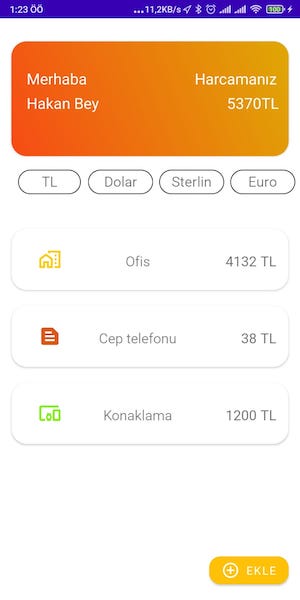 1:23 ÖÖ ...11,2KB/s 100
Merhaba Harcamanız
Hakan Bey 5370TL
TL Dolar Sterlin Euro
Ofis 4132 TL
Cep telefonu 38 TL
Konaklama 1200 TL
EKLE